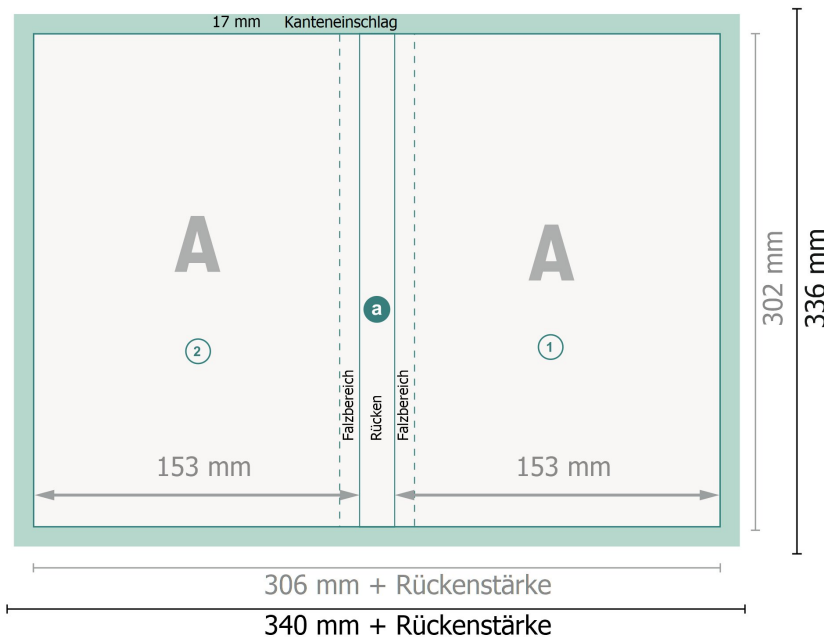 17 mm Kanteneinschlag
A
A
a
2
1
302 mm
336 mm
Falzbereich
Rücken
Falzbereich
153 mm
153 mm
306 mm + Rückenstärke
340 mm + Rückenstärke